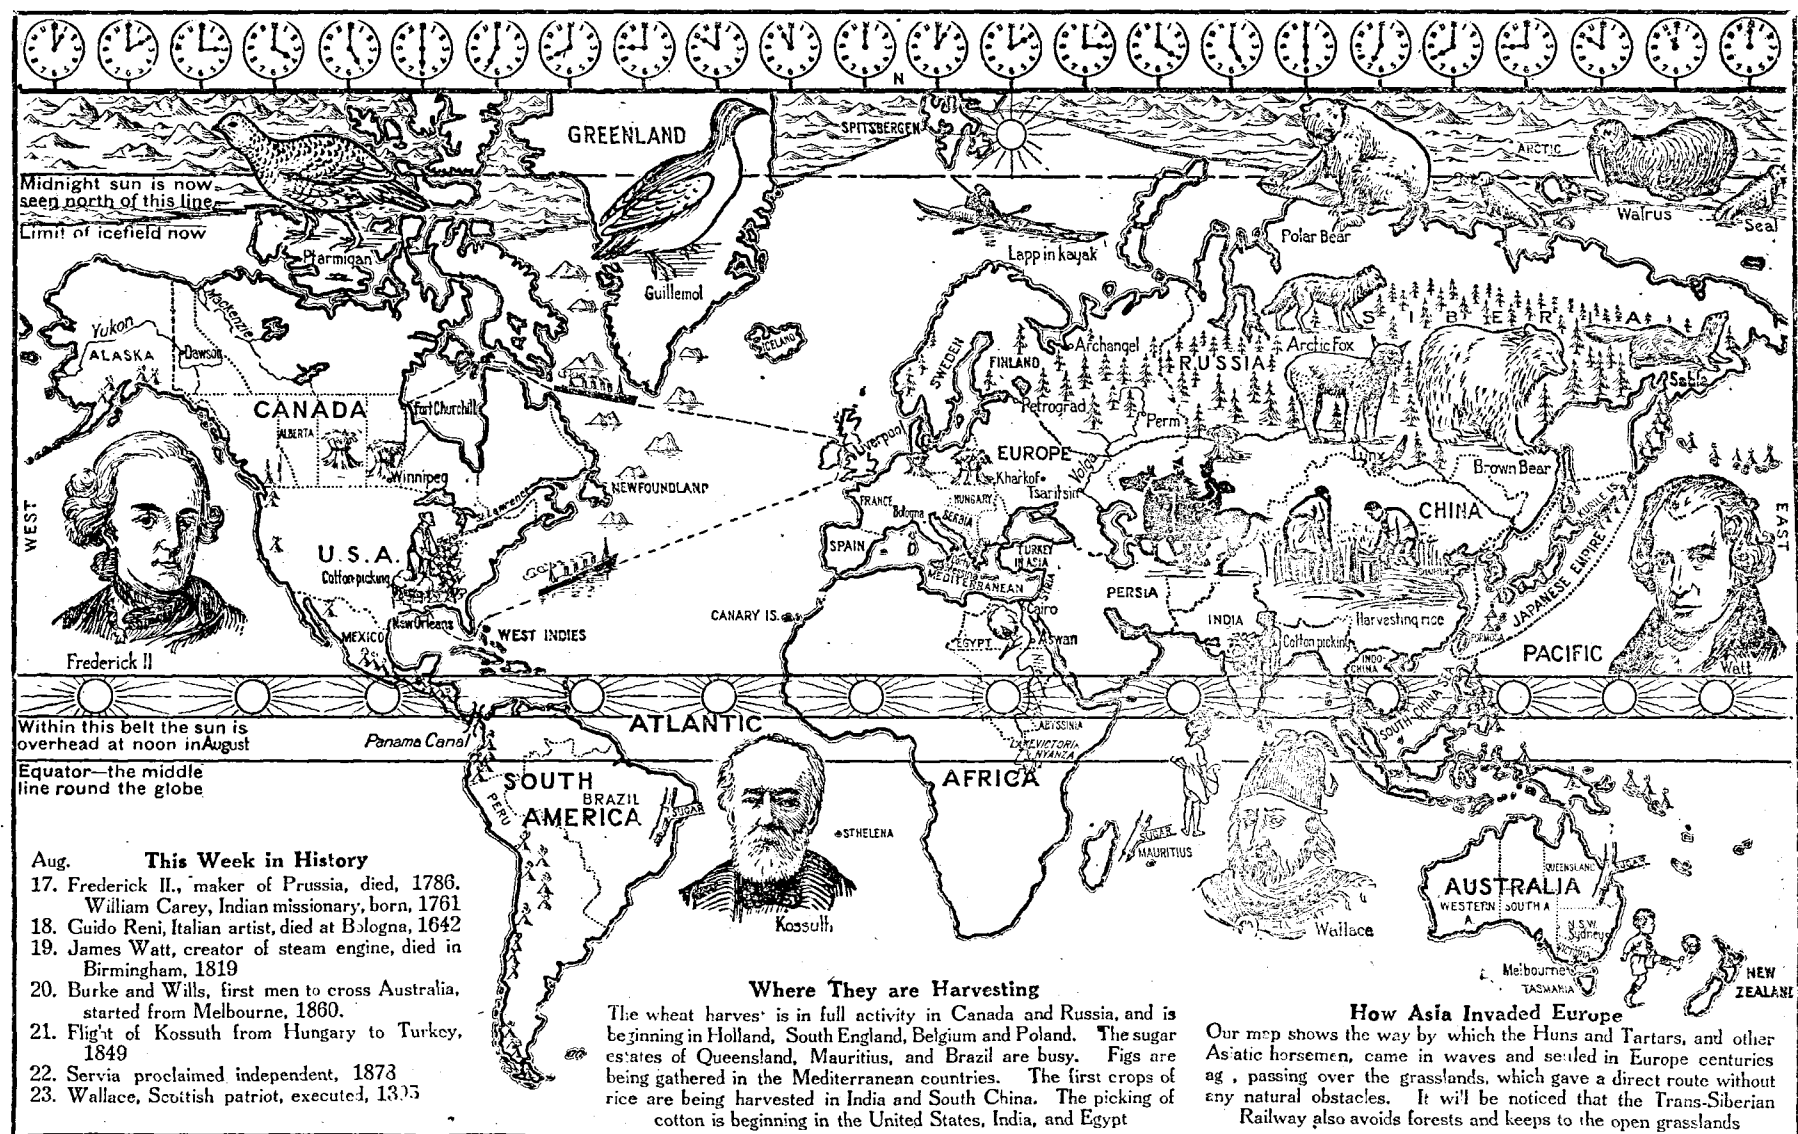 N
GREENLAND
SPITSBERGEN
ARCTIC
Midnight sun is now
seen north of this line
Limit of icefield now
Ptarmigan
Guillemot
Lapp in kayak
Polar Bear
Walrus
Seal
Yukon
Mackenzie
ALASKA
Dawson
ICELAND
SWEDEN
FINLAND
Archangel
RUSSIA
Arctic Fox
SIBERIA
Sable
CANADA
Fort Churchill
ALBERTA
Winnipeg
Liverpool
Petrograd
Perm
EUROPE
Volga
Lynx
Brown Bear
WEST
NEWFOUNDLAND
St Lawrence
Kharkof
Tsaritsin
FRANCE
HUNGARY
Bologna
SERBIA
CHINA
KURILE IS.
EAST
U.S.A.
Cotton picking
SPAIN
TURKEY
IN ASIA
MEDITERRANEAN
SYRIA
PERSIA
JAPANESE EMPIRE
CANARY IS.
Cairo
INDIA
Harvesting rice
New Orleans
MEXICO
WEST INDIES
EGYPT
Aswan
Cotton picking
FORMOSA
INDO-
CHINA
PACIFIC
Frederick II
Watt
Within this belt the sun is
overhead at noon in August
Panama Canal
ATLANTIC
ABYSSINIA
SOUTH CHINA
VICTORIA
NYANZA
Equator—the middle
line round the globe
SOUTH
AMERICA
BRAZIL
PERU
SUGAR
AFRICA
ST HELENA
SUGAR
MAURITIUS
Kossuth
Wallace
QUEENSLAND
SUGAR
AUSTRALIA
WESTERN
A
SOUTH A
N.S.W.
Sydney
Melbourne
TASMANIA
NEW
ZEALAND
Aug. This Week in History
17. Frederick II., maker of Prussia, died, 1786.
William Carey, Indian missionary, born, 1761
18. Guido Reni, Italian artist, died at Bologna, 1642
19. James Watt, creator of steam engine, died in
Birmingham, 1819
20. Burke and Wills, first men to cross Australia,
started from Melbourne, 1860.
21. Flight of Kossuth from Hungary to Turkey,
1849
22. Servia proclaimed independent, 1878
23. Wallace, Scottish patriot, executed, 1305
Where They are Harvesting
The wheat harvest is in full activity in Canada and Russia, and is
beginning in Holland, South England, Belgium and Poland. The sugar
estates of Queensland, Mauritius, and Brazil are busy. Figs are
being gathered in the Mediterranean countries. The first crops of
rice are being harvested in India and South China. The picking of
cotton is beginning in the United States, India, and Egypt
How Asia Invaded Europe
Our map shows the way by which the Huns and Tartars, and other
Asiatic horsemen, came in waves and settled in Europe centuries
ag , passing over the grasslands, which gave a direct route without
any natural obstacles. It will be noticed that the Trans-Siberian
Railway also avoids forests and keeps to the open grasslands